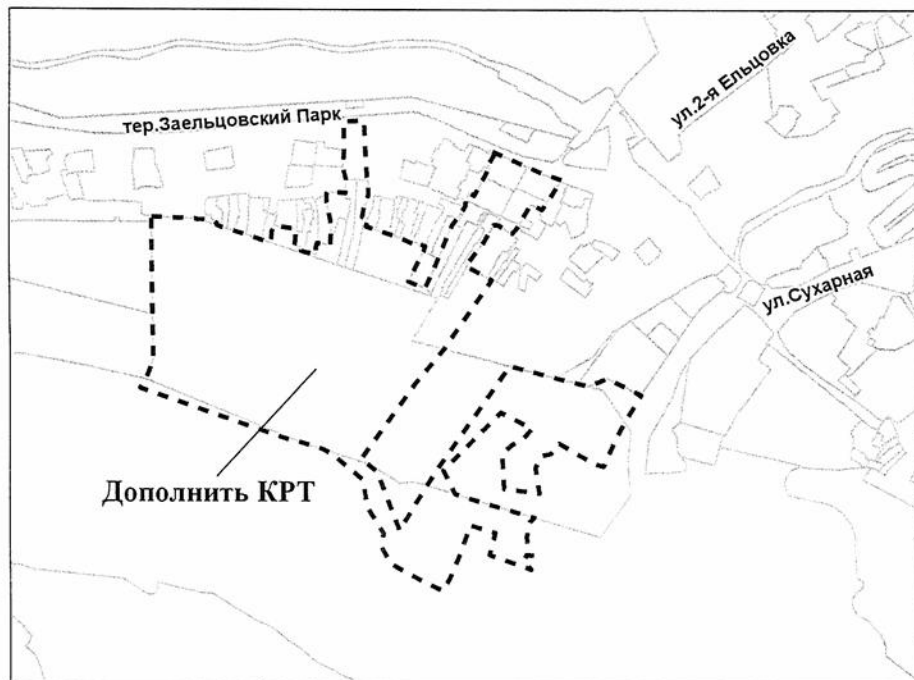 ул.2-я Ельцовка
тер.Заельцовский Парк
ул.Сухарная
Дополнить КРТ